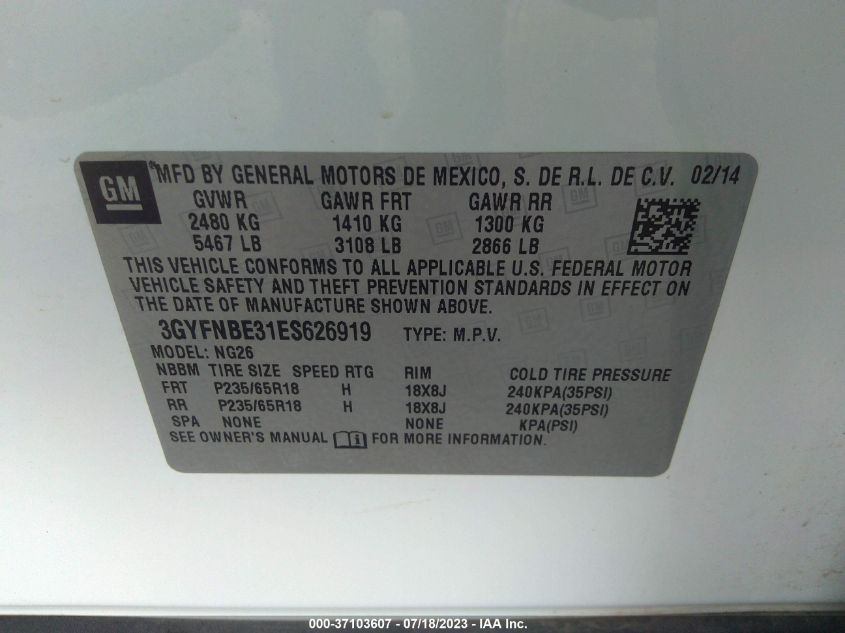 GM
MFD BY GENERAL MOTORS DE MEXICO, S. DE R.L. DE C.V. 02/14
GVWR GAWR FRT GAWR RR
2480 KG 1410 KG 1300 KG
5467 LB 3108 LB 2866 LB
THIS VEHICLE CONFORMS TO ALL APPLICABLE U.S. FEDERAL MOTOR
VEHICLE SAFETY AND THEFT PREVENTION STANDARDS IN EFFECT ON
THE DATE OF MANUFACTURE SHOWN ABOVE.
3GYFNBE31ES626919 TYPE: M.P.V.
MODEL: NG26
NBBM TIRE SIZE SPEED RTG RIM COLD TIRE PRESSURE
FRT P235/65R18 H 18X8J 240KPA(35PSI)
RR P235/65R18 H 18X8J 240KPA(35PSI)
SPA NONE NONE KPA(PSI)
SEE OWNER'S MANUAL FOR MORE INFORMATION.
000-37103607 - 07/18/2023 - IAA Inc.